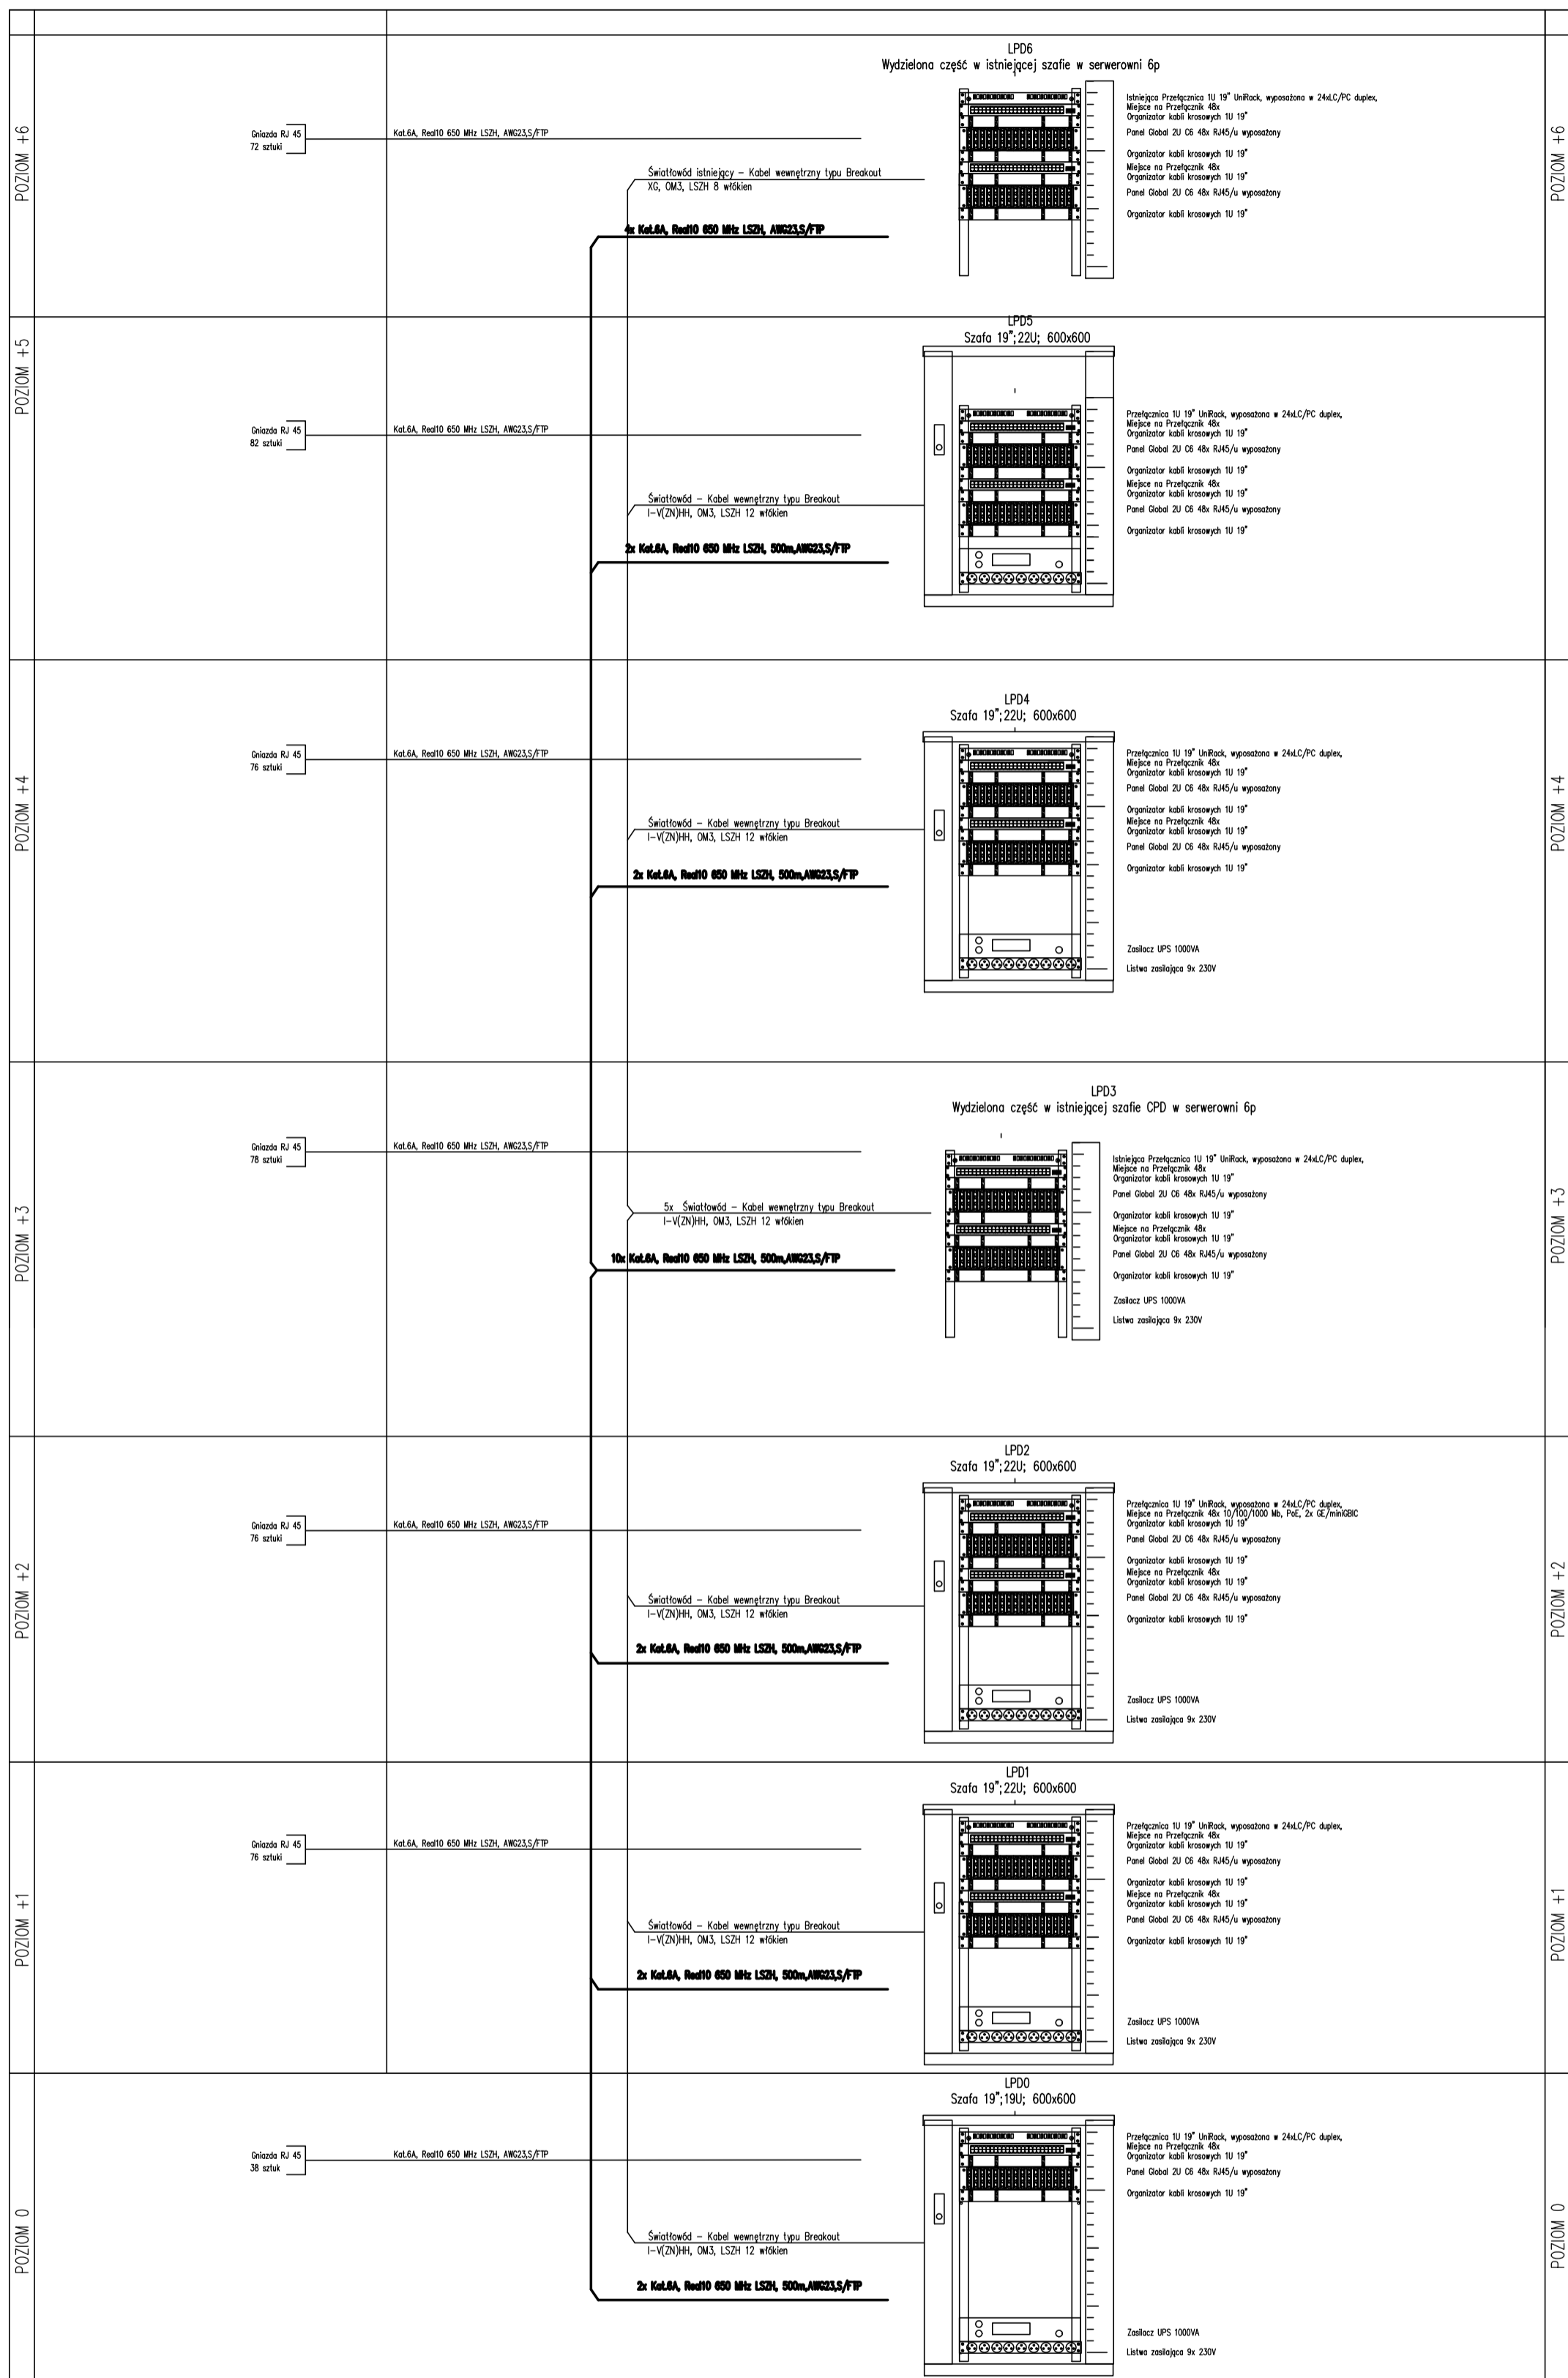 LPD6
Wydzielona część w istniejącej szafie w serwerowni 6p
POZIOM +6
Gniazda RJ 45
72 sztuki
Kat.6A, Real10 650 MHz LSZH, AWG23,S/FTP
Światłowód istniejący – Kabel wewnętrzny typu Breakout
XG, OM3, LSZH 8 włókien
4x Kat.6A, Real10 650 MHz LSZH, AWG23,S/FTP
Istniejąca Przełącznica 1U 19" UniRack, wyposażona w 24xLC/PC duplex,
Miejsce na Przełącznik 48x
Organizator kabli krosowych 1U 19"
Panel Global 2U C6 48x RJ45/u wyposażony
Organizator kabli krosowych 1U 19"
Miejsce na Przełącznik 48x
Organizator kabli krosowych 1U 19"
Panel Global 2U C6 48x RJ45/u wyposażony
Organizator kabli krosowych 1U 19"
POZIOM +6
LPD5
Szafa 19";22U; 600x600
POZIOM +5
Gniazda RJ 45
82 sztuki
Kat.6A, Real10 650 MHz LSZH, AWG23,S/FTP
Światłowód – Kabel wewnętrzny typu Breakout
I–V(ZN)HH, OM3, LSZH 12 włókien
2x Kat.6A, Real10 650 MHz LSZH, 500m,AWG23,S/FTP
Przełącznica 1U 19" UniRack, wyposażona w 24xLC/PC duplex,
Miejsce na Przełącznik 48x
Organizator kabli krosowych 1U 19"
Panel Global 2U C6 48x RJ45/u wyposażony
Organizator kabli krosowych 1U 19"
Miejsce na Przełącznik 48x
Organizator kabli krosowych 1U 19"
Panel Global 2U C6 48x RJ45/u wyposażony
Organizator kabli krosowych 1U 19"
LPD4
Szafa 19";22U; 600x600
POZIOM +4
Gniazda RJ 45
76 sztuki
Kat.6A, Real10 650 MHz LSZH, AWG23,S/FTP
Światłowód – Kabel wewnętrzny typu Breakout
I–V(ZN)HH, OM3, LSZH 12 włókien
2x Kat.6A, Real10 650 MHz LSZH, 500m,AWG23,S/FTP
Przełącznica 1U 19" UniRack, wyposażona w 24xLC/PC duplex,
Miejsce na Przełącznik 48x
Organizator kabli krosowych 1U 19"
Panel Global 2U C6 48x RJ45/u wyposażony
Organizator kabli krosowych 1U 19"
Miejsce na Przełącznik 48x
Organizator kabli krosowych 1U 19"
Panel Global 2U C6 48x RJ45/u wyposażony
Organizator kabli krosowych 1U 19"
Zasilacz UPS 1000VA
Listwa zasilająca 9x 230V
POZIOM +4
LPD3
Wydzielona część w istniejącej szafie CPD w serwerowni 6p
POZIOM +3
Gniazda RJ 45
78 sztuki
Kat.6A, Real10 650 MHz LSZH, AWG23,S/FTP
5x Światłowód – Kabel wewnętrzny typu Breakout
I–V(ZN)HH, OM3, LSZH 12 włókien
10x Kat.6A, Real10 650 MHz LSZH, 500m,AWG23,S/FTP
Istniejąca Przełącznica 1U 19" UniRack, wyposażona w 24xLC/PC duplex,
Miejsce na Przełącznik 48x
Organizator kabli krosowych 1U 19"
Panel Global 2U C6 48x RJ45/u wyposażony
Organizator kabli krosowych 1U 19"
Miejsce na Przełącznik 48x
Organizator kabli krosowych 1U 19"
Panel Global 2U C6 48x RJ45/u wyposażony
Organizator kabli krosowych 1U 19"
Zasilacz UPS 1000VA
Listwa zasilająca 9x 230V
POZIOM +3
LPD2
Szafa 19";22U; 600x600
POZIOM +2
Gniazda RJ 45
76 sztuki
Kat.6A, Real10 650 MHz LSZH, AWG23,S/FTP
Światłowód – Kabel wewnętrzny typu Breakout
I–V(ZN)HH, OM3, LSZH 12 włókien
2x Kat.6A, Real10 650 MHz LSZH, 500m,AWG23,S/FTP
Przełącznica 1U 19" UniRack, wyposażona w 24xLC/PC duplex,
Miejsce na Przełącznik 48x 10/100/1000 Mb, PoE, 2x GE/miniGBIC
Organizator kabli krosowych 1U 19"
Panel Global 2U C6 48x RJ45/u wyposażony
Organizator kabli krosowych 1U 19"
Miejsce na Przełącznik 48x
Organizator kabli krosowych 1U 19"
Panel Global 2U C6 48x RJ45/u wyposażony
Organizator kabli krosowych 1U 19"
Zasilacz UPS 1000VA
Listwa zasilająca 9x 230V
POZIOM +2
LPD1
Szafa 19";22U; 600x600
POZIOM +1
Gniazda RJ 45
76 sztuki
Kat.6A, Real10 650 MHz LSZH, AWG23,S/FTP
Światłowód – Kabel wewnętrzny typu Breakout
I–V(ZN)HH, OM3, LSZH 12 włókien
2x Kat.6A, Real10 650 MHz LSZH, 500m,AWG23,S/FTP
Przełącznica 1U 19" UniRack, wyposażona w 24xLC/PC duplex,
Miejsce na Przełącznik 48x
Organizator kabli krosowych 1U 19"
Panel Global 2U C6 48x RJ45/u wyposażony
Organizator kabli krosowych 1U 19"
Miejsce na Przełącznik 48x
Organizator kabli krosowych 1U 19"
Panel Global 2U C6 48x RJ45/u wyposażony
Organizator kabli krosowych 1U 19"
Zasilacz UPS 1000VA
Listwa zasilająca 9x 230V
POZIOM +1
LPD0
Szafa 19";19U; 600x600
POZIOM 0
Gniazda RJ 45
38 sztuk
Kat.6A, Real10 650 MHz LSZH, AWG23,S/FTP
Światłowód – Kabel wewnętrzny typu Breakout
I–V(ZN)HH, OM3, LSZH 12 włókien
2x Kat.6A, Real10 650 MHz LSZH, 500m,AWG23,S/FTP
Przełącznica 1U 19" UniRack, wyposażona w 24xLC/PC duplex,
Miejsce na Przełącznik 48x
Organizator kabli krosowych 1U 19"
Panel Global 2U C6 48x RJ45/u wyposażony
Organizator kabli krosowych 1U 19"
Zasilacz UPS 1000VA
Listwa zasilająca 9x 230V
POZIOM 0